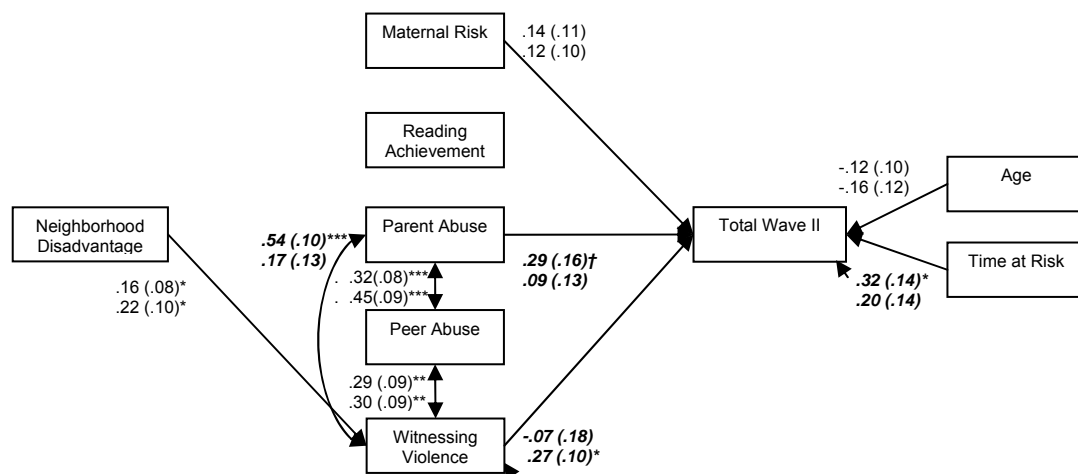 Maternal Risk
.14 (.11)
.12 (.10)
Reading
Achievement
-.12 (.10)
-.16 (.12)
Age
Neighborhood
Disadvantage
.54 (.10)***
.17 (.13)
Parent Abuse
.29 (.16)†
.09 (.13)
Total Wave II
Time at Risk
.32 (.14)*
.20 (.14)
.16 (.08)*
.22 (.10)*
. .32(.08)***
. .45(.09)***
Peer Abuse
.29 (.09)**
.30 (.09)**
Witnessing
Violence
-.07 (.18)
.27 (.10)*